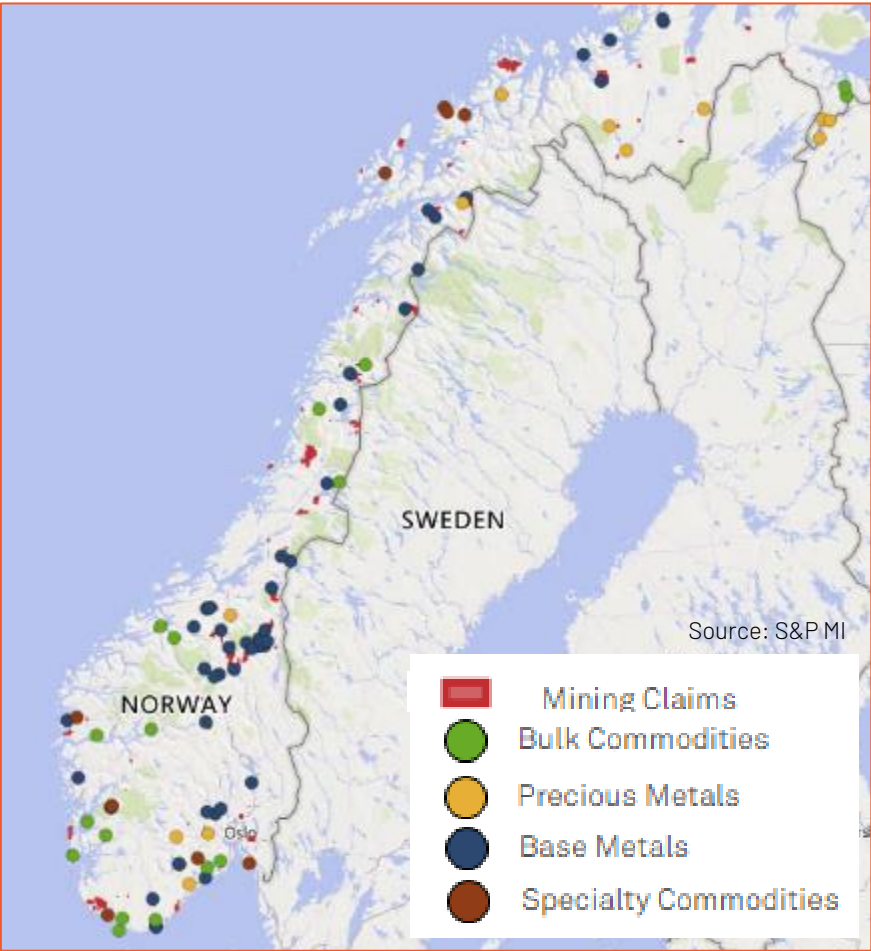 SWEDEN
Source: S&P MI
NORWAY
Mining Claims
Bulk Commodities
Precious Metals
Base Metals
Oslo
Specialty Commodities